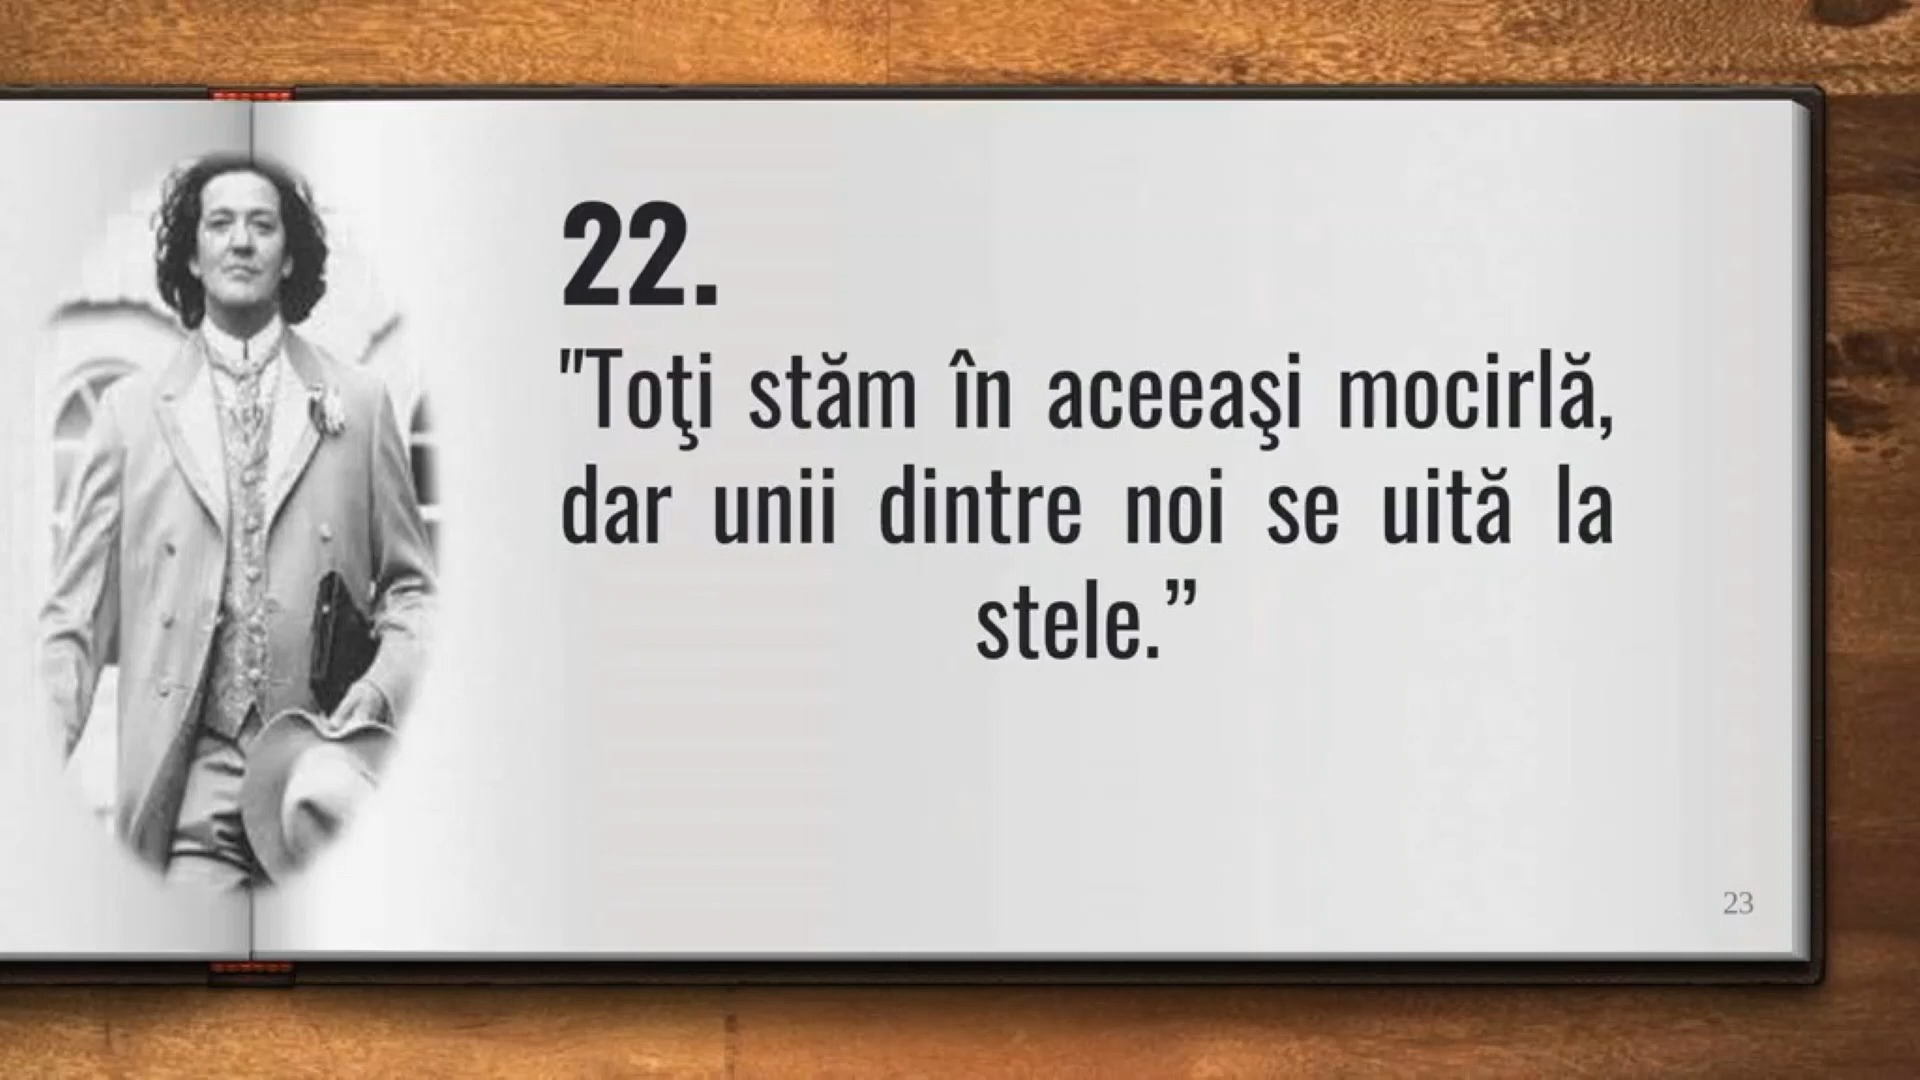 22.
"Toţi stăm în aceeaşi mocirlă,
dar unii dintre noi se uită la
stele.”
23